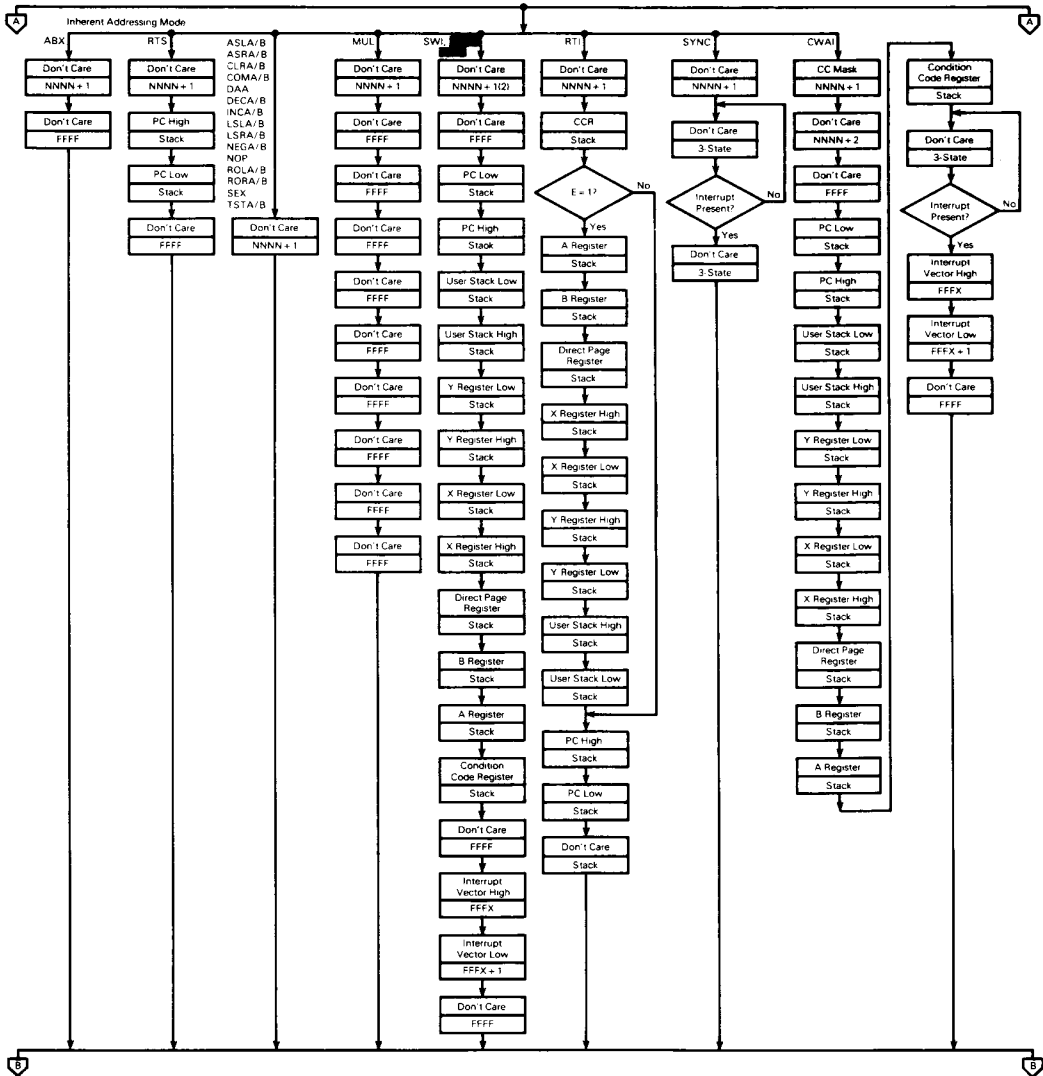 A
A
Inherent Addressing Mode
ABX
Don't Care
NNNN + 1
Don't Care
FFFF
RTS
Don't Care
NNNN + 1
PC High
Stack
PC Low
Stack
Don't Care
FFFF
ASLA/B
ASRA/B
CLRA/B
COMA/B
DAA
DECA/B
INCA/B
LSLA/B
LSRA/B
NEGA/B
NOP
ROLA/B
RORA/B
SEX
TSTA/B
Don't Care
NNNN + 1
MUL
Don't Care
NNNN + 1
Don't Care
FFFF
Don't Care
FFFF
Don't Care
FFFF
Don't Care
FFFF
Don't Care
FFFF
Don't Care
FFFF
Don't Care
FFFF
Don't Care
FFFF
Don't Care
FFFF
SWI,
Don't Care
NNNN + 1(2)
Don't Care
FFFF
PC Low
Stack
PC High
Stack
User Stack Low
Stack
User Stack High
Stack
Y Register Low
Stack
Y Register High
Stack
X Register Low
Stack
X Register High
Stack
Direct Page
Register
Stack
B Register
Stack
A Register
Stack
Condition
Code Register
Stack
Don't Care
FFFF
Interrupt
Vector High
FFFX
Interrupt
Vector Low
FFFX + 1
Don't Care
FFFF
RTI
Don't Care
NNNN + 1
CCR
Stack
E = 1?
No
Yes
A Register
Stack
B Register
Stack
Direct Page
Register
Stack
X Register High
Stack
X Register Low
Stack
Y Register High
Stack
Y Register Low
Stack
User Stack High
Stack
User Stack Low
Stack
PC High
Stack
PC Low
Stack
Don't Care
Stack
SYNC
Don't Care
NNNN + 1
Don't Care
3-State
Interrupt
Present?
No
Yes
Don't Care
3-State
CWAI
CC Mask
NNNN + 1
Don't Care
NNNN + 2
Don't Care
FFFF
PC Low
Stack
PC High
Stack
User Stack Low
Stack
User Stack High
Stack
Y Register Low
Stack
Y Register High
Stack
X Register Low
Stack
X Register High
Stack
Direct Page
Register
Stack
B Register
Stack
A Register
Stack
Condition
Code Register
Stack
Don't Care
3-State
Interrupt
Present?
No
Yes
Interrupt
Vector High
FFFX
Interrupt
Vector Low
FFFX + 1
Don't Care
FFFF
B
B